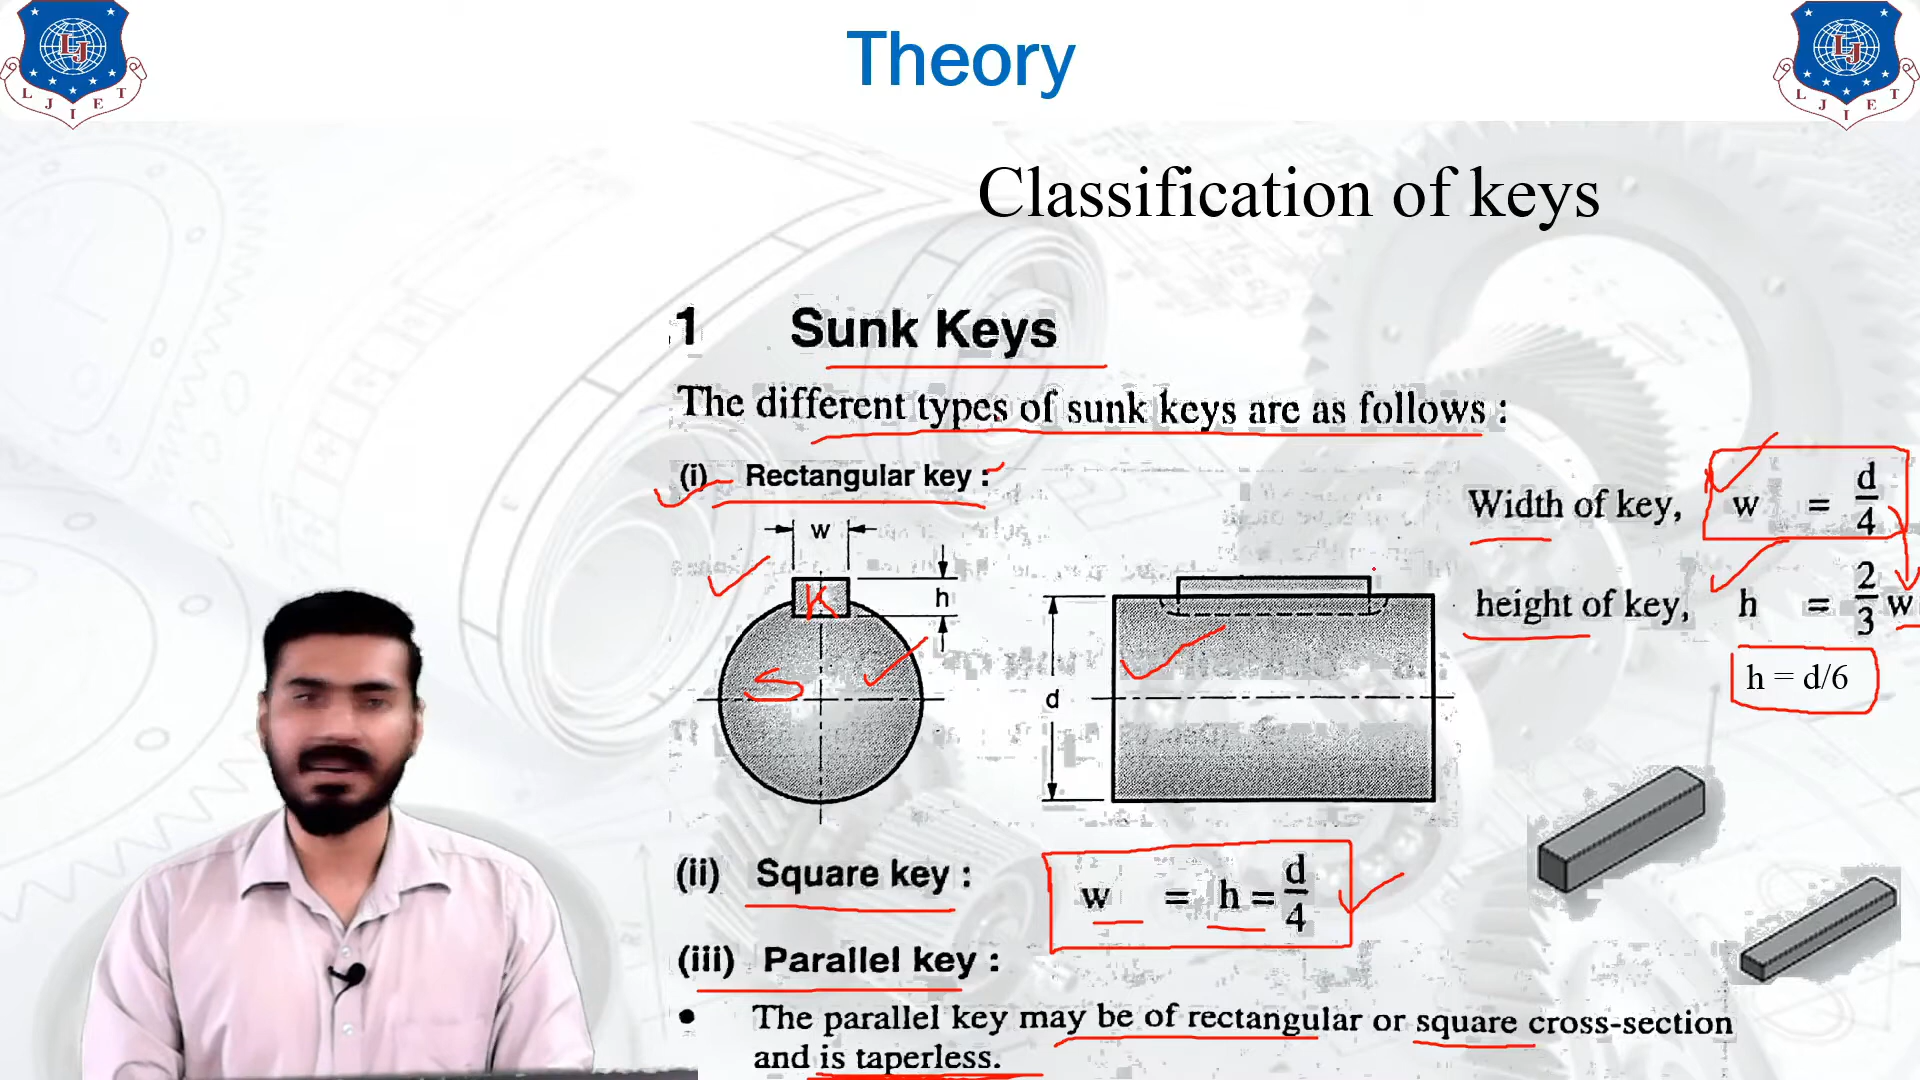 Theory
L J I E T
L J I E T
LJ
LJ
Classification of keys
1 Sunk Keys
The different types of sunk keys are as follows :
(i) Rectangular key :
Width of key, w = d/4
height of key, h = 2/3 w
h = d/6
w
h
K
S
d
(ii) Square key : w = h = d/4
(iii) Parallel key :
• The parallel key may be of rectangular or square cross-section
and is taperless.